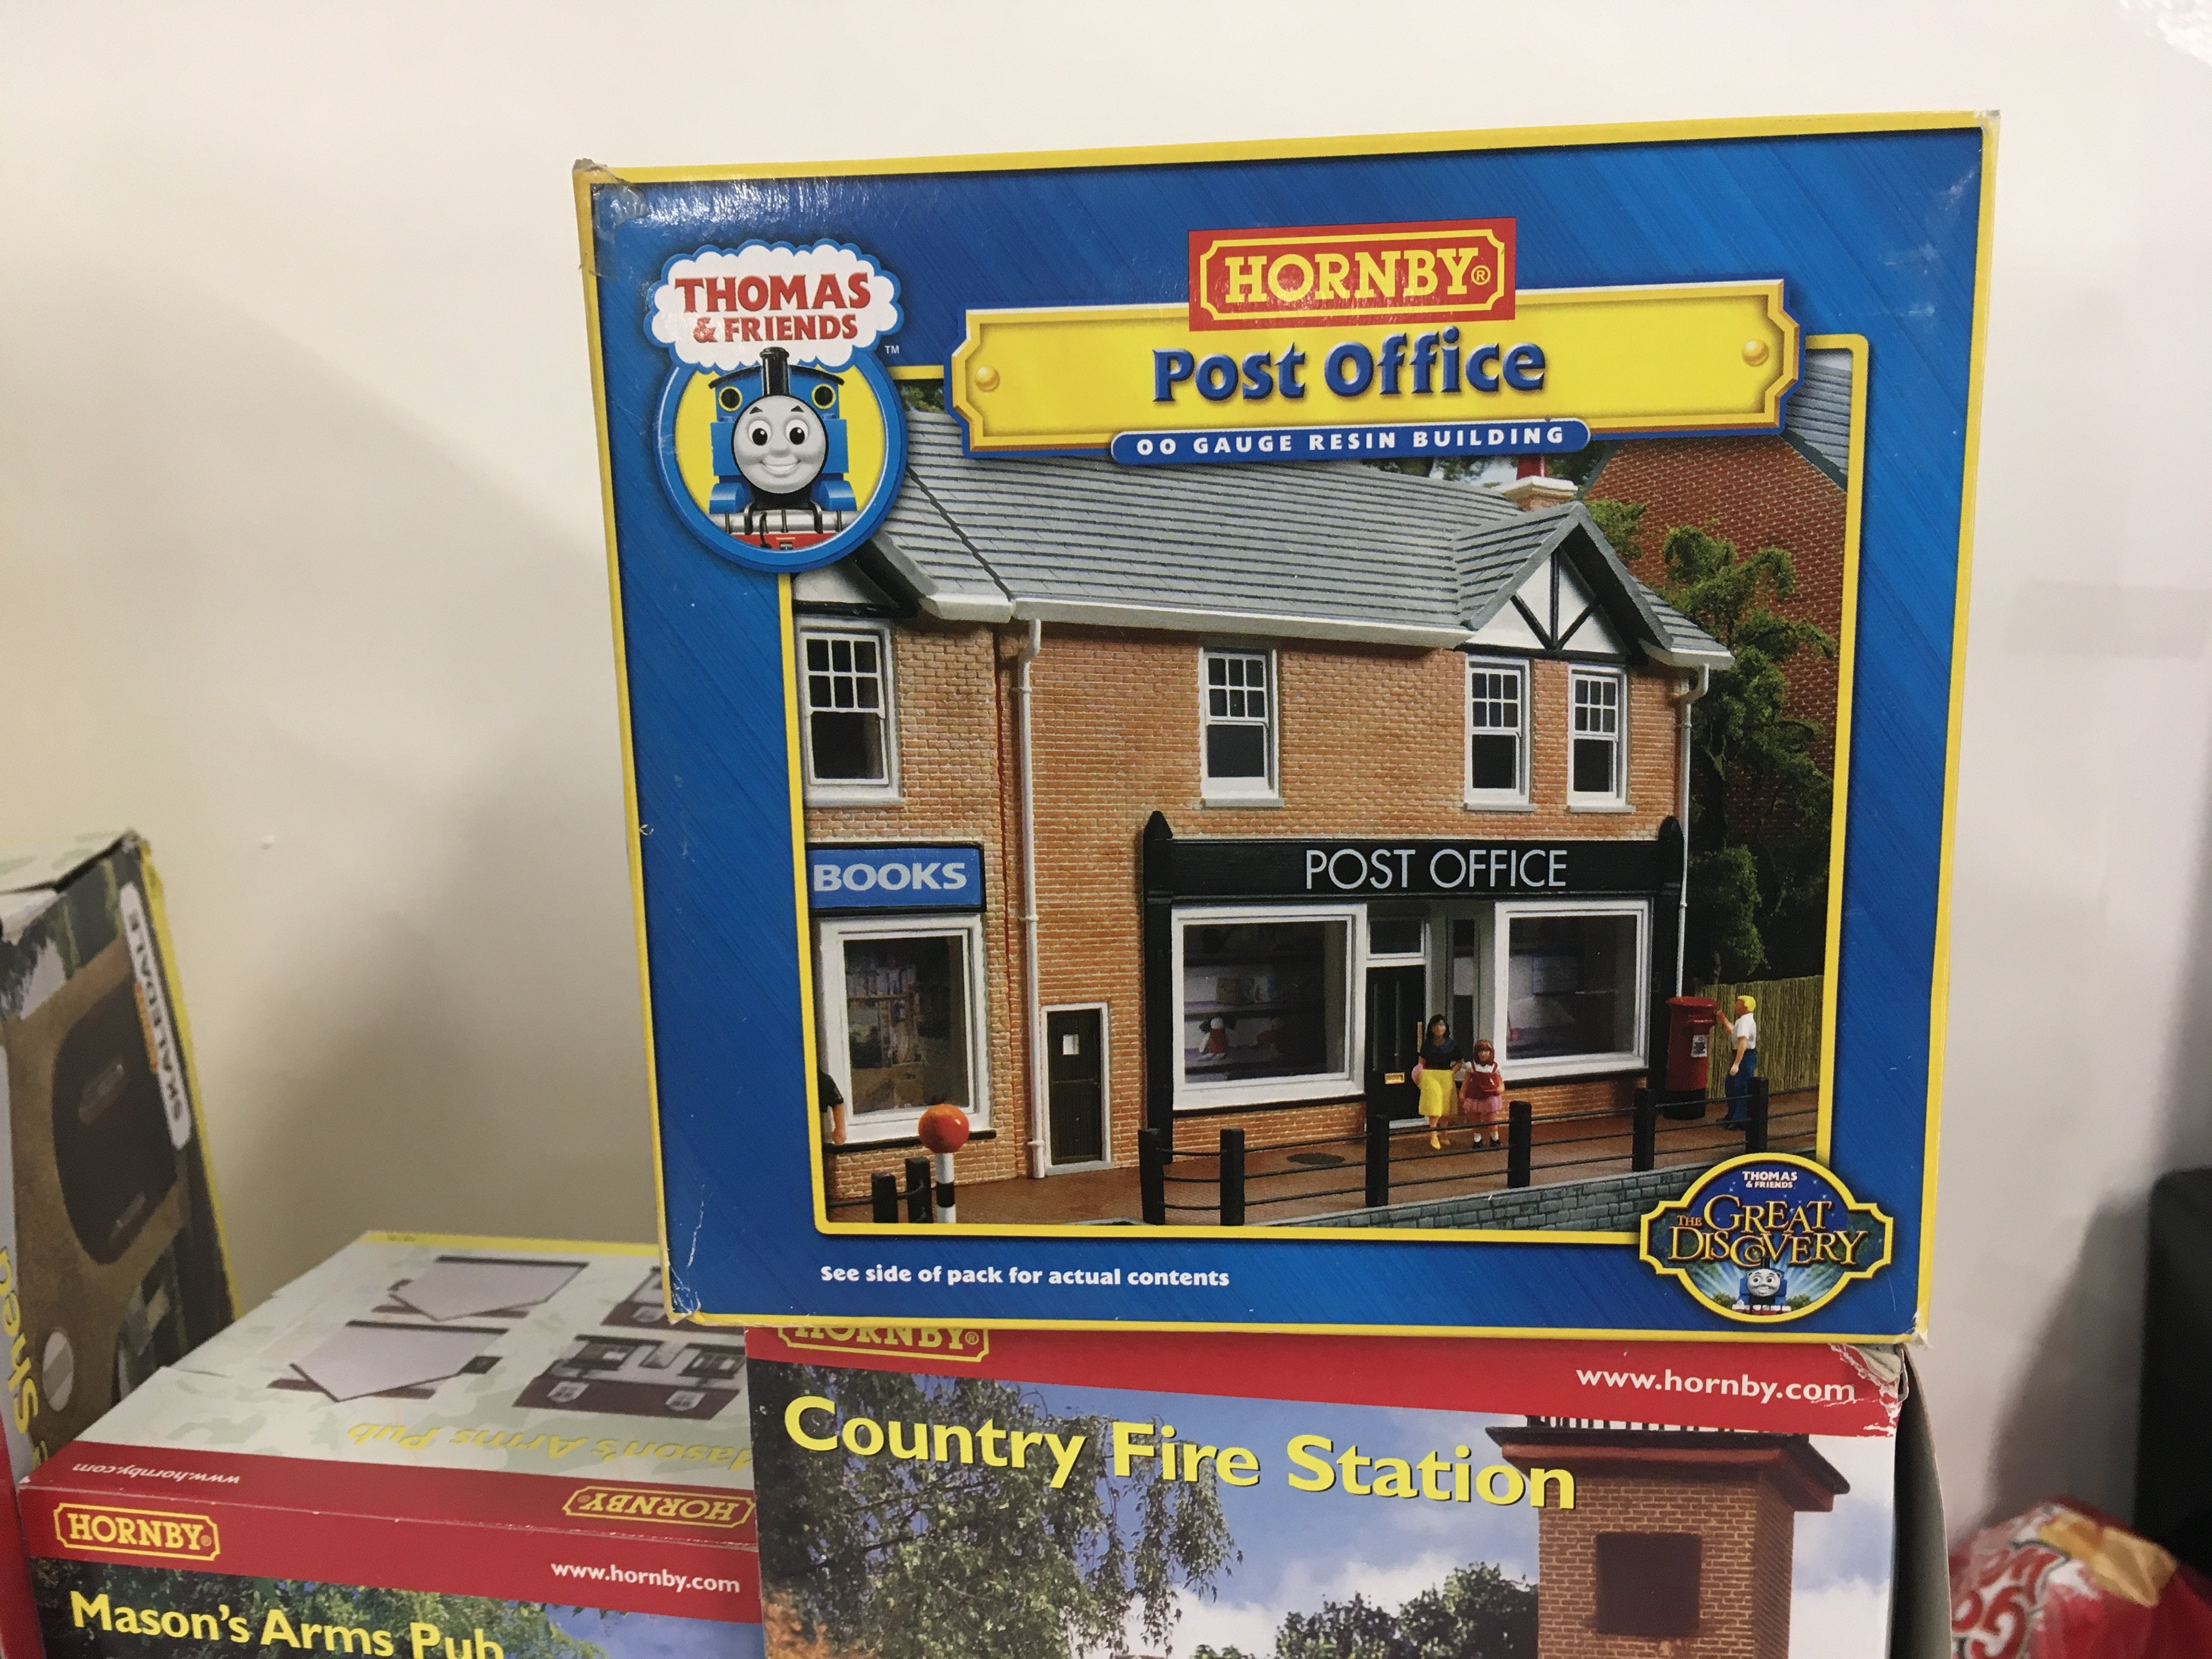 THOMAS
& FRIENDS
TM
HORNBY®
Post Office
OO GAUGE RESIN BUILDING
BOOKS
POST OFFICE
THOMAS
& FRIENDS
THE GREAT
DISCOVERY
See side of pack for actual contents
HORNBY®
www.hornby.com
Country Fire Station
SKALEDALE
Shed
Mason's Arms Pub
www.hornby.com
HORNBY®
HORNBY®
www.hornby.com
Mason's Arms Pub